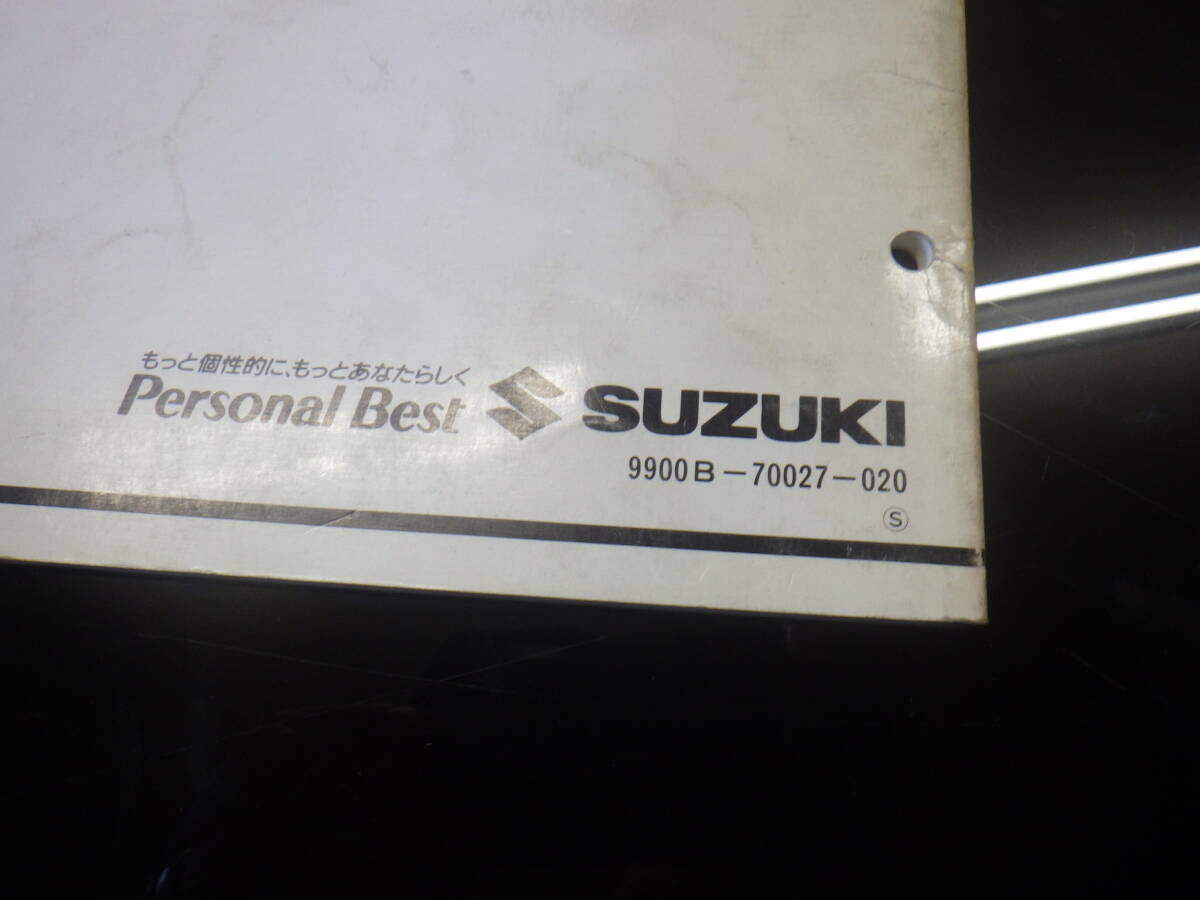 もっと個性的に、もっとあなたらしく
Personal Best SUZUKI
9900B-70027-020
Ⓢ